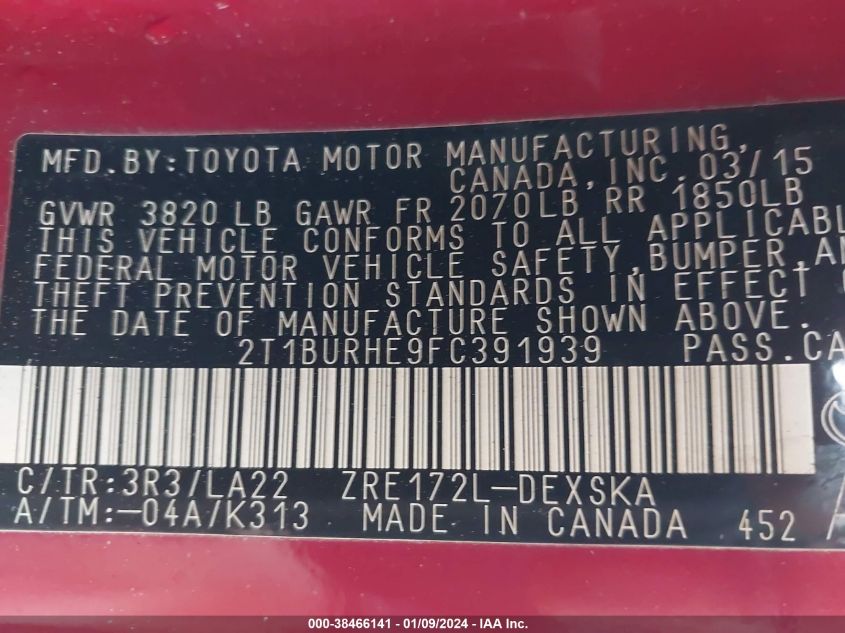 MFD.BY:TOYOTA MOTOR MANUFACTURING,
CANADA,INC.03/15
GVWR 3820LB GAWR FR 2070LB RR 1850LB
THIS VEHICLE CONFORMS TO ALL APPLICABL
FEDERAL MOTOR VEHICLE SAFETY,BUMPER,AN
THEFT PREVENTION STANDARDS IN EFFECT
THE DATE OF MANUFACTURE SHOWN ABOVE.
2T1BURHE9FC391939 PASS.CA
C/TR:3R3/LA22 ZRE172L-DEXSKA
A/TM:-04A/K313 MADE IN CANADA 452
000-38466141 - 01/09/2024 - IAA Inc.